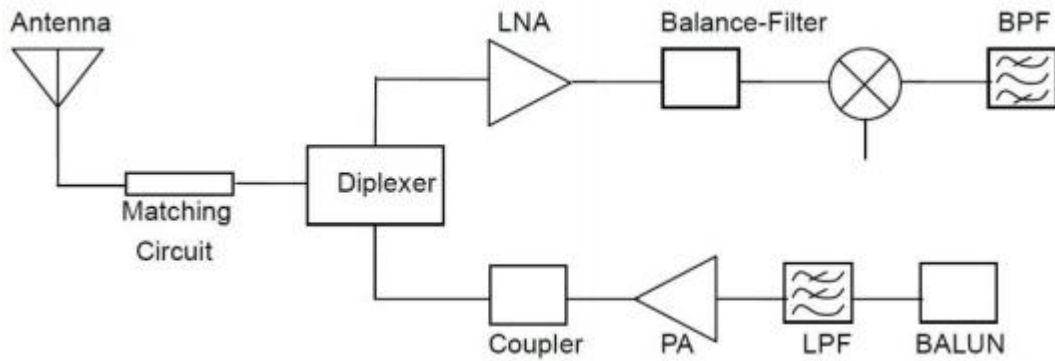 Antenna
LNA
Balance-Filter
BPF
Diplexer
Matching
Circuit
Coupler
PA
LPF
BALUN